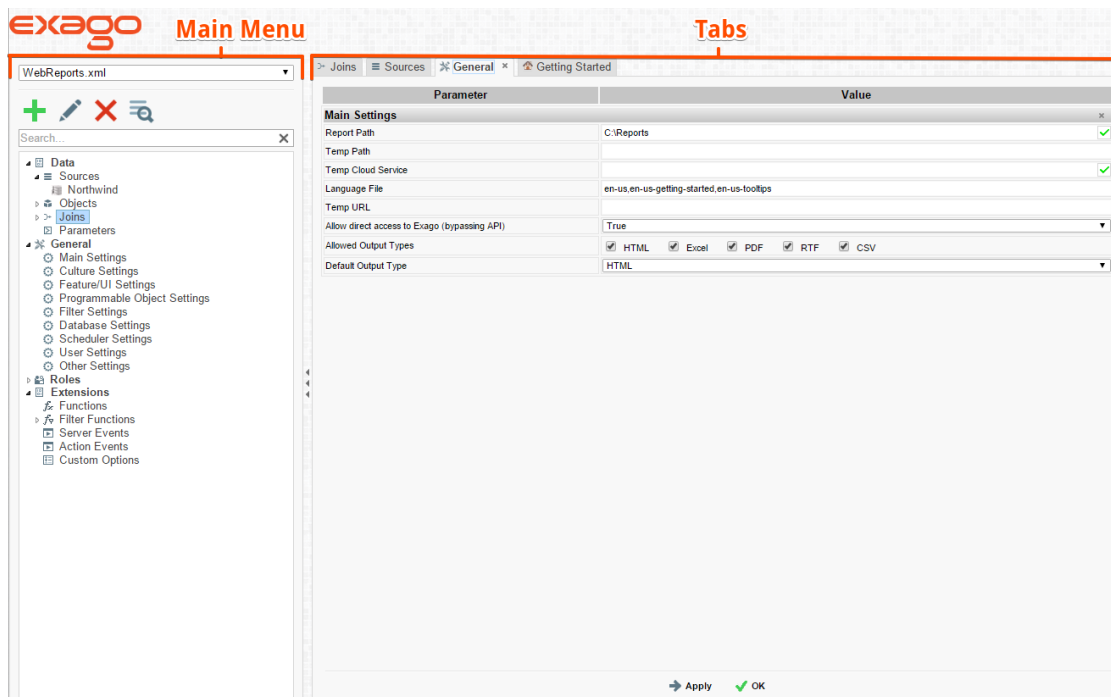 exago
Main Menu
Tabs
WebReports.xml
Search...
Data
Sources
Northwind
Objects
Joins
Parameters
General
Main Settings
Culture Settings
Feature/UI Settings
Programmable Object Settings
Filter Settings
Database Settings
Scheduler Settings
User Settings
Other Settings
Roles
Extensions
Functions
Filter Functions
Server Events
Action Events
Custom Options
Joins Sources General Getting Started
Parameter Value
Main Settings
Report Path C:\Reports
Temp Path
Temp Cloud Service
Language File en-us,en-us-getting-started,en-us-tooltips
Temp URL
Allow direct access to Exago (bypassing API) True
Allowed Output Types HTML Excel PDF RTF CSV
Default Output Type HTML
Apply OK